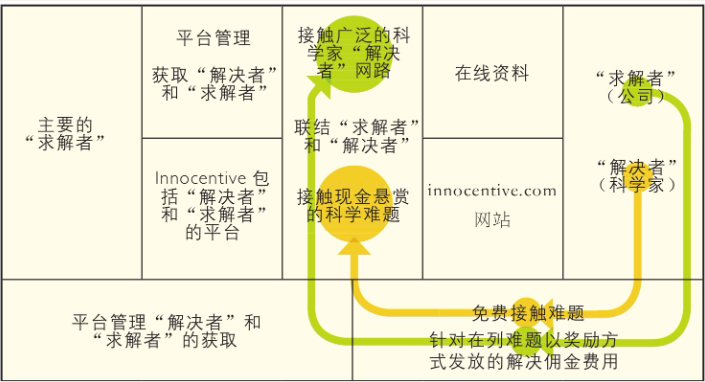 主要的
“求解者”
平台管理
获取“解决者”
和“求解者”
Innocentive 包
括“解决者”
和“求解者”
的平台
接触广泛的科
学家“解决
者”网路
联结“求解者”
和“解决者”
接触现金悬赏
的科学难题
在线资料
innocentive.com
网站
“求解者”
（公司）
“解决者”
（科学家）
平台管理“解决者”和
“求解者”的获取
免费接触难题
针对在列难题以奖励方
式发放的解决佣金费用